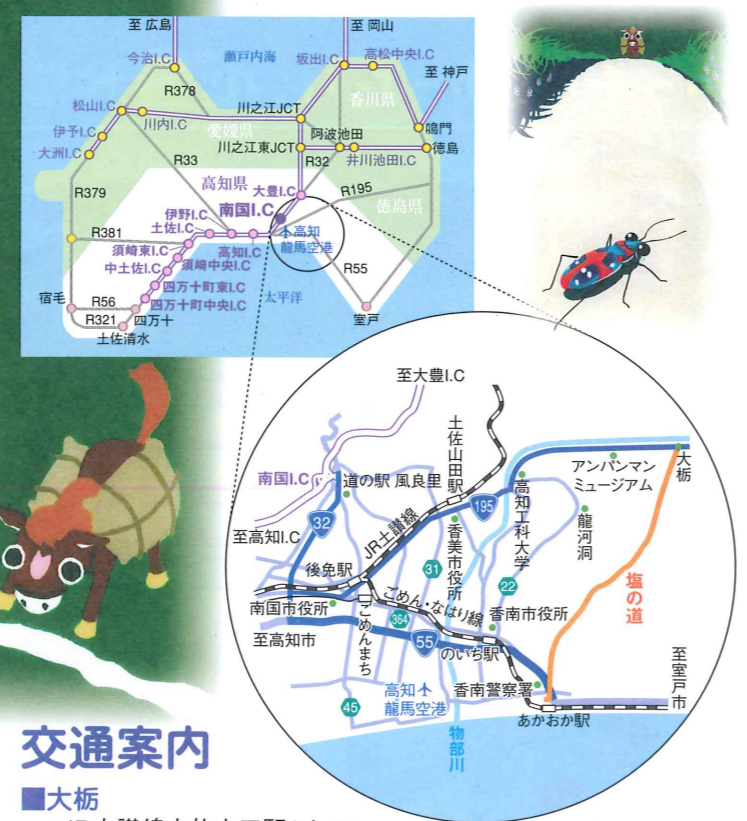 至 広島
至 岡山
今治I.C
瀬戸内海
坂出I.C
高松中央I.C
至 神戸
R378
香川県
松山I.C
川之江JCT
川内I.C
愛媛県
阿波池田
鳴門
伊予I.C
川之江東JCT
徳島
大洲I.C
R33
R32
井川池田I.C
高知県
大豊I.C
R195
R379
南国I.C
徳島県
伊野I.C
土佐I.C
高知龍馬空港
R381
須崎東I.C
高知I.C
中土佐I.C
須崎中央I.C
R55
四万十町東I.C
太平洋
宿毛
R56
四万十町中央I.C
R321
四万十
室戸
土佐清水
至大豊I.C
土佐山田駅
大栃
アンパンマン
ミュージアム
南国I.C
道の駅 風良里
高知工科大学
195
龍河洞
32
JR土讃線
至高知I.C
香美市役所
後免駅
31
22
塩の道
ごめん・なはり線
南国市役所
364
香南市役所
至高知市
ごめんまち
55
のいち駅
至室戸市
高知
龍馬空港
香南警察署
45
あかおか駅
物部川
交通案内
■大栃